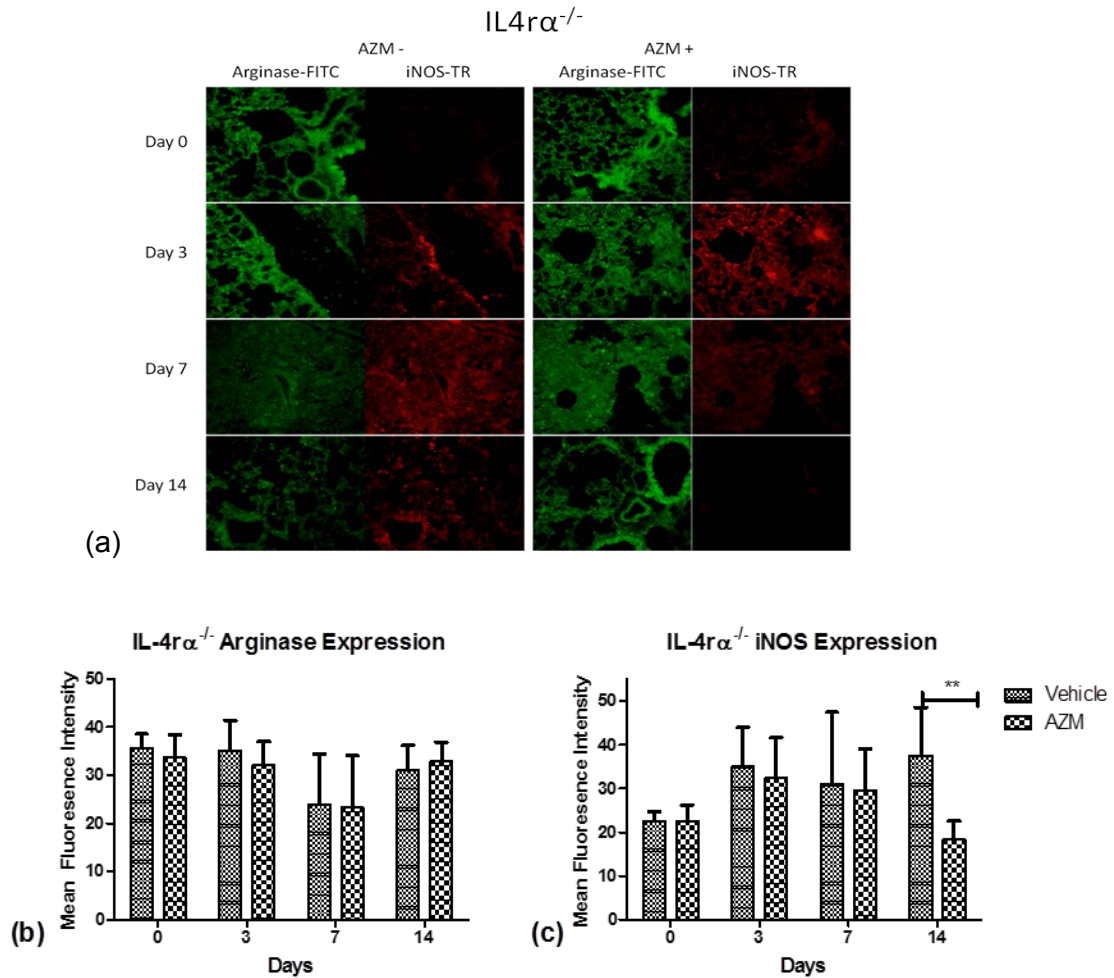 IL4rα-/-
AZM -
AZM +
Arginase-FITC
iNOS-TR
Arginase-FITC
iNOS-TR
Day 0
Day 3
Day 7
Day 14
(a)
IL-4rα-/- Arginase Expression
Mean Fluoresence Intensity
50
40
30
20
10
0
0 3 7 14
Days
(b)
IL-4rα-/- iNOS Expression
Mean Fluoresence Intensity
50
40
30
20
10
0
**
0 3 7 14
Days
(c)
Vehicle
AZM